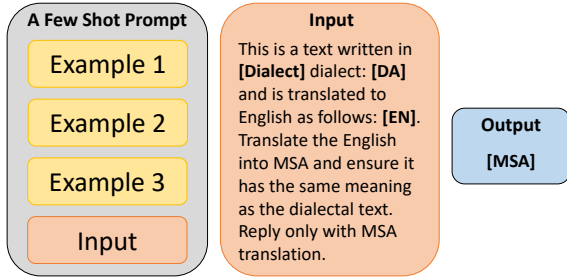 A Few Shot Prompt
Example 1
Example 2
Example 3
Input
Input
This is a text written in
[Dialect] dialect: [DA]
and is translated to
English as follows: [EN].
Translate the English
into MSA and ensure it
has the same meaning
as the dialectal text.
Reply only with MSA
translation.
Output
[MSA]